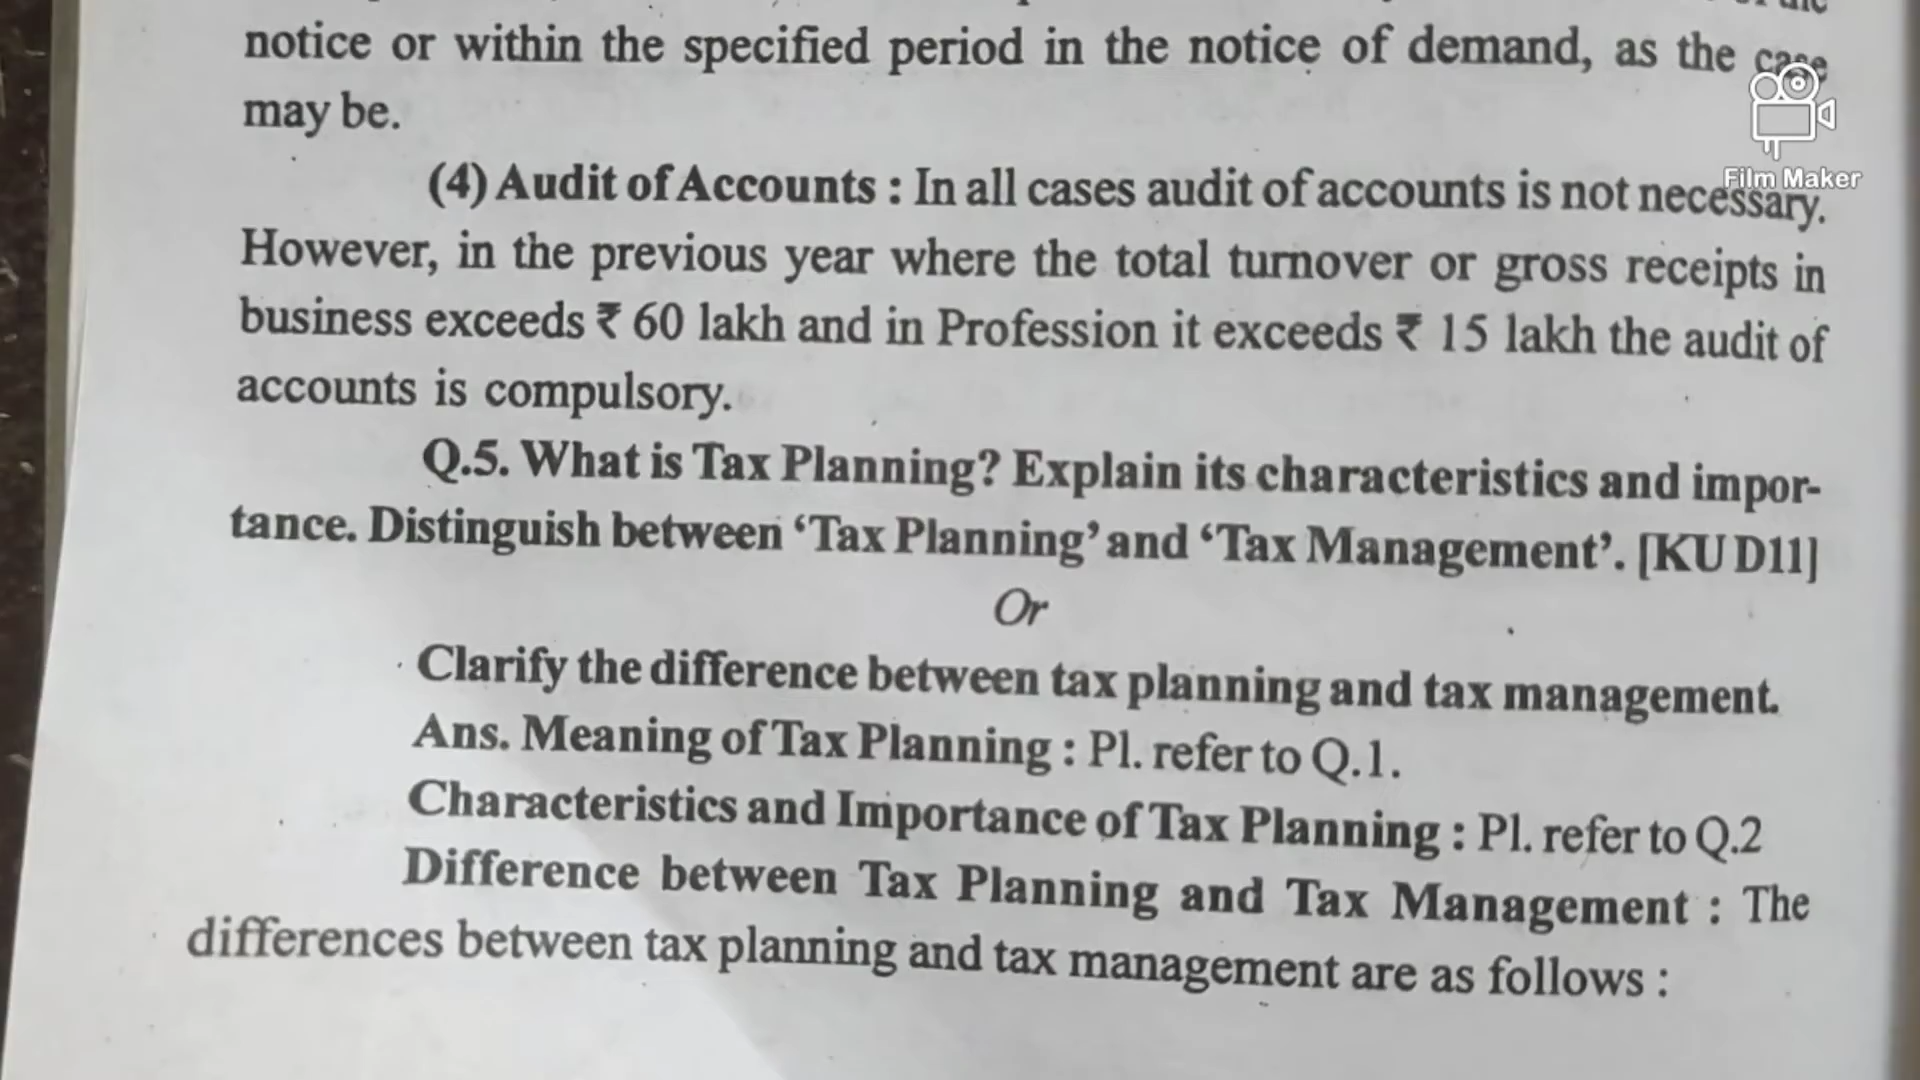 notice or within the specified period in the notice of demand, as the case
may be.
Film Maker
(4) Audit of Accounts : In all cases audit of accounts is not necessary.
However, in the previous year where the total turnover or gross receipts in
business exceeds ₹ 60 lakh and in Profession it exceeds ₹ 15 lakh the audit of
accounts is compulsory.
Q.5. What is Tax Planning? Explain its characteristics and impor-
tance. Distinguish between ‘Tax Planning’ and ‘Tax Management’. [KU D11]
Or
Clarify the difference between tax planning and tax management.
Ans. Meaning of Tax Planning : Pl. refer to Q.1.
Characteristics and Importance of Tax Planning : Pl. refer to Q.2
Difference between Tax Planning and Tax Management : The
differences between tax planning and tax management are as follows :